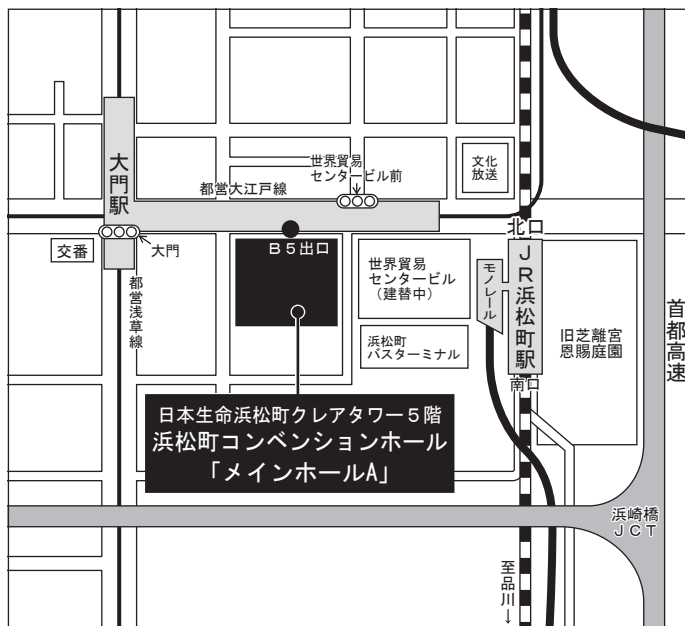 文化
放送
世界貿易
センタービル前
都営大江戸線
大門駅
大門
交番
都営浅草線
B5出口
世界貿易
センタービル
(建替中)
浜松町
バスターミナル
北口
モノレール
JR浜松町駅
南口
旧芝離宮
恩賜庭園
首都高速
日本生命浜松町クレアタワー5階
浜松町コンベンションホール
「メインホールA」
浜崎橋
JCT
至品川→